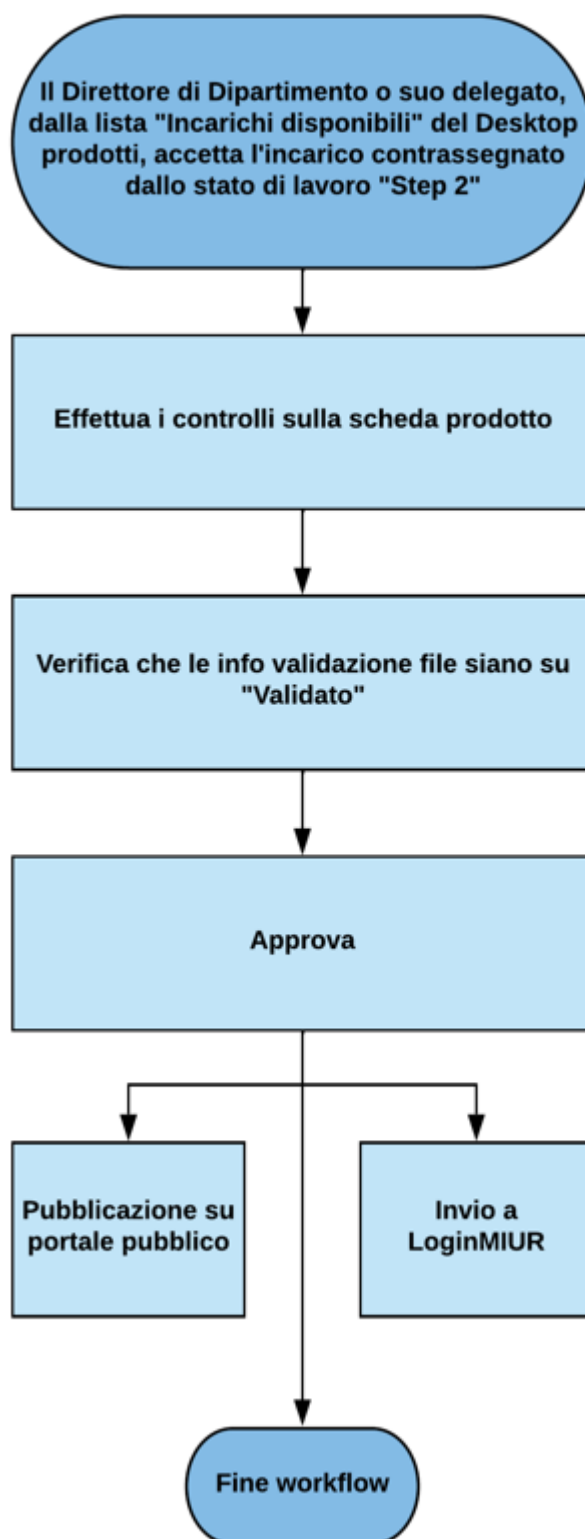 Il Direttore di Dipartimento o suo delegato,
dalla lista "Incarichi disponibili" del Desktop
prodotti, accetta l'incarico contrassegnato
dallo stato di lavoro "Step 2"
Effettua i controlli sulla scheda prodotto
Verifica che le info validazione file siano su
"Validato"
Approva
Pubblicazione su
portale pubblico
Invio a
LoginMIUR
Fine workflow